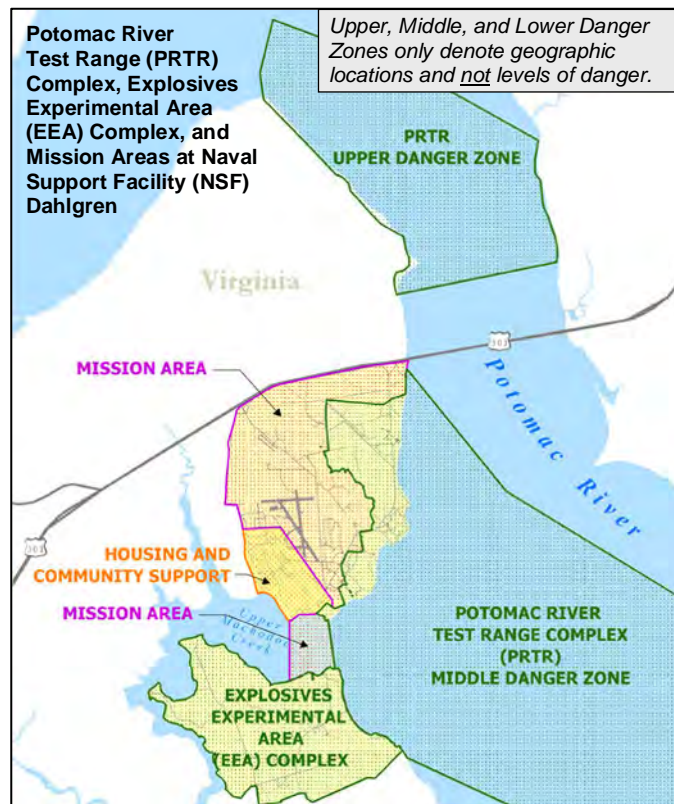 Potomac River
Test Range (PRTR)
Complex, Explosives
Experimental Area
(EEA) Complex, and
Mission Areas at Naval
Support Facility (NSF)
Dahlgren
Upper, Middle, and Lower Danger
Zones only denote geographic
locations and not levels of danger.
PRTR
UPPER DANGER ZONE
Virginia
301
MISSION AREA
Potomac River
301
HOUSING AND
COMMUNITY SUPPORT
MISSION AREA
Upper
Machodoc
Creek
POTOMAC RIVER
TEST RANGE COMPLEX
(PRTR)
MIDDLE DANGER ZONE
EXPLOSIVES
EXPERIMENTAL
AREA
(EEA) COMPLEX